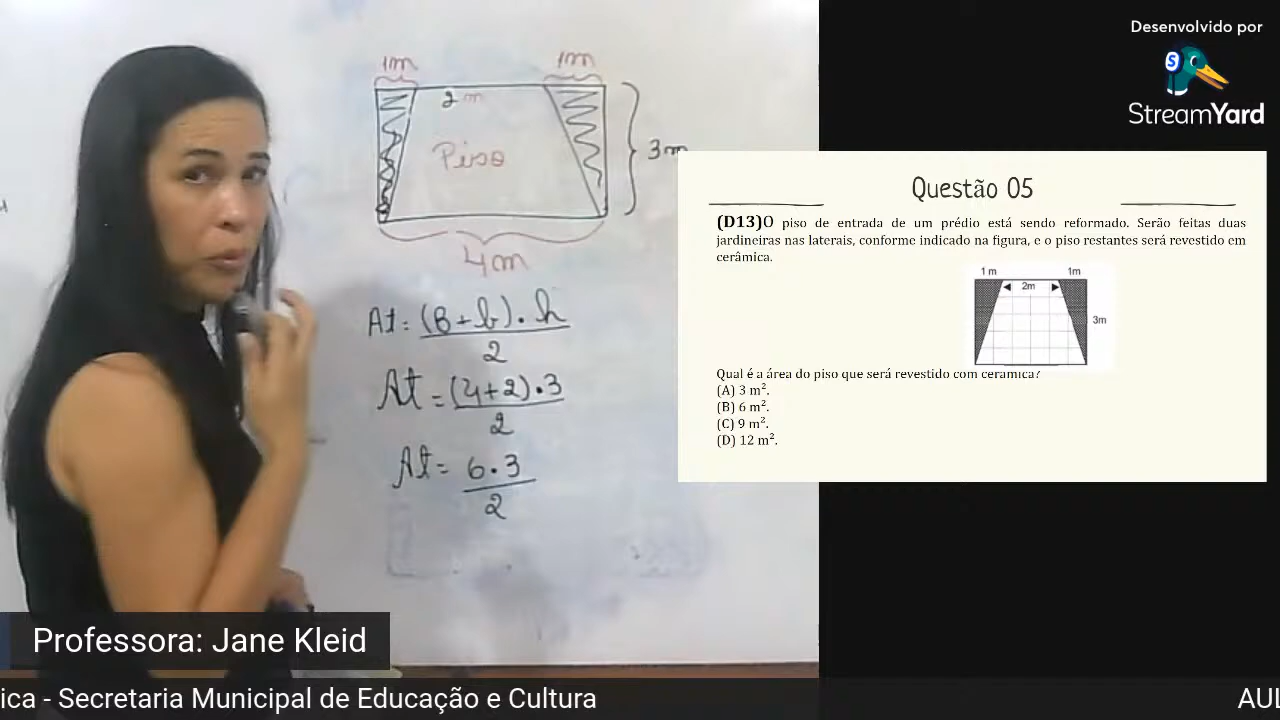 Desenvolvido por
StreamYard
1m
1m
2 m
Piso
3m
4m
At = (B+b).h
2
At = (4+2).3
2
At = 6.3
2
Questão 05
(D13)O piso de entrada de um prédio está sendo reformado. Serão feitas duas
jardineiras nas laterais, conforme indicado na figura, e o piso restantes será revestido em
cerâmica.
1 m
1m
2m
3m
Qual é a área do piso que será revestido com cerâmica?
(A) 3 m².
(B) 6 m².
(C) 9 m².
(D) 12 m².
Professora: Jane Kleid
ica - Secretaria Municipal de Educação e Cultura
AUL